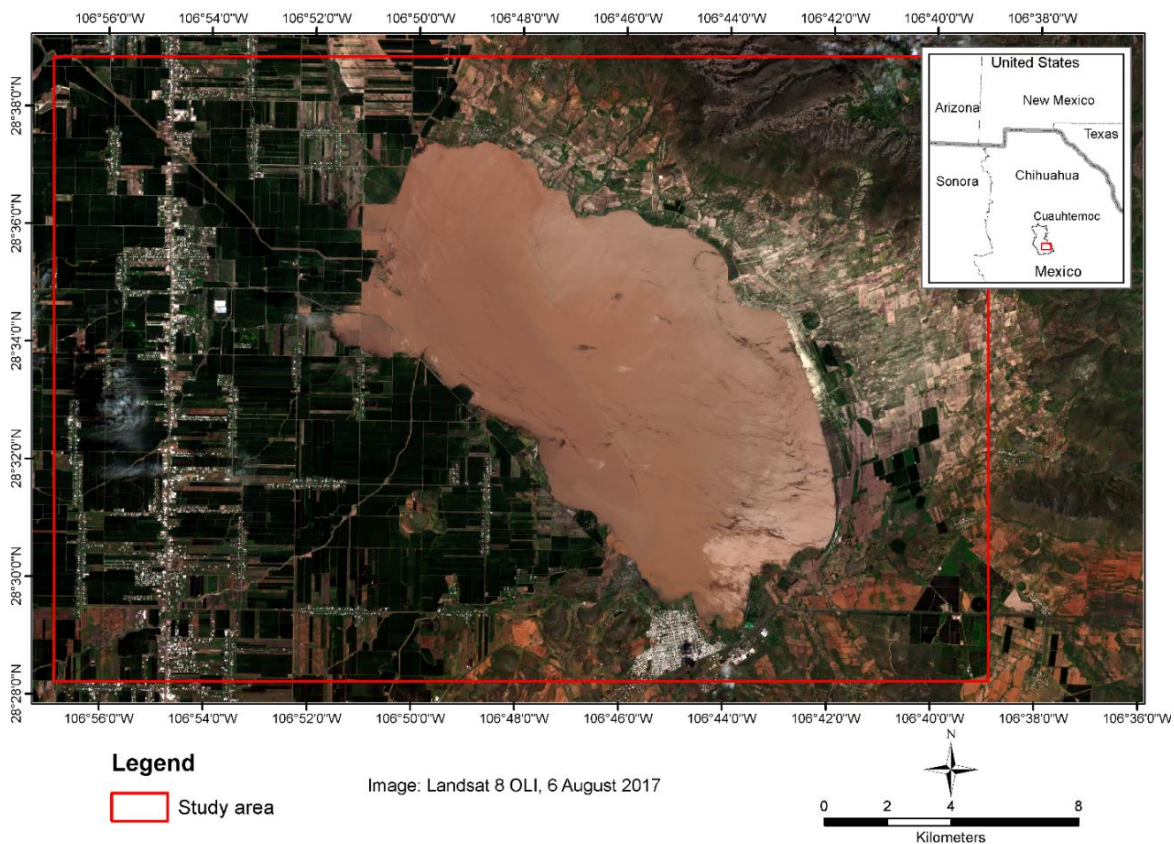 106°56'0"W 106°54'0"W 106°52'0"W 106°50'0"W 106°48'0"W 106°46'0"W 106°44'0"W 106°42'0"W 106°40'0"W 106°38'0"W
United States
Arizona
New Mexico
Texas
Sonora
Chihuahua
Cuauhtemoc
Mexico
28°38'0"N
28°36'0"N
28°34'0"N
28°32'0"N
28°30'0"N
28°28'0"N
106°56'0"W 106°54'0"W 106°52'0"W 106°50'0"W 106°48'0"W 106°46'0"W 106°44'0"W 106°42'0"W 106°40'0"W 106°38'0"W 106°36'0"W
Legend
Study area
Image: Landsat 8 OLI, 6 August 2017
N
0 2 4 8
Kilometers